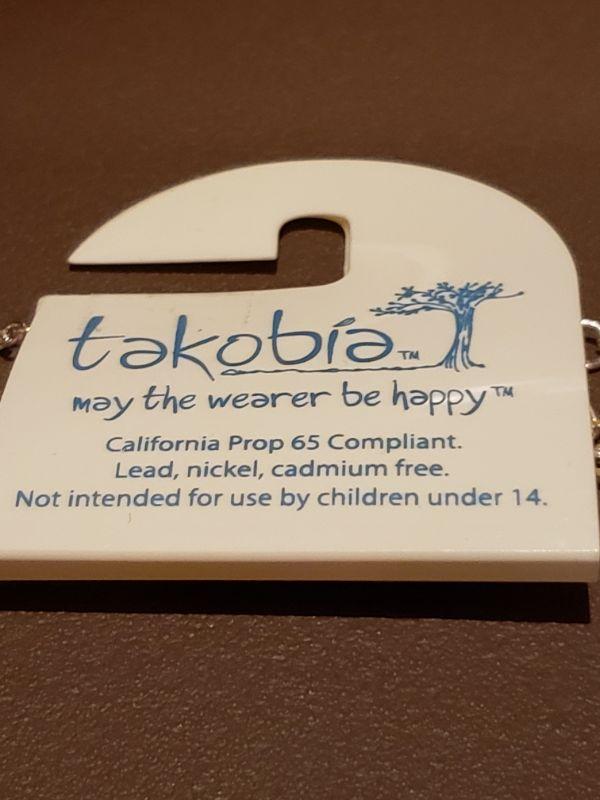 takobia™
may the wearer be happy™
California Prop 65 Compliant.
Lead, nickel, cadmium free.
Not intended for use by children under 14.